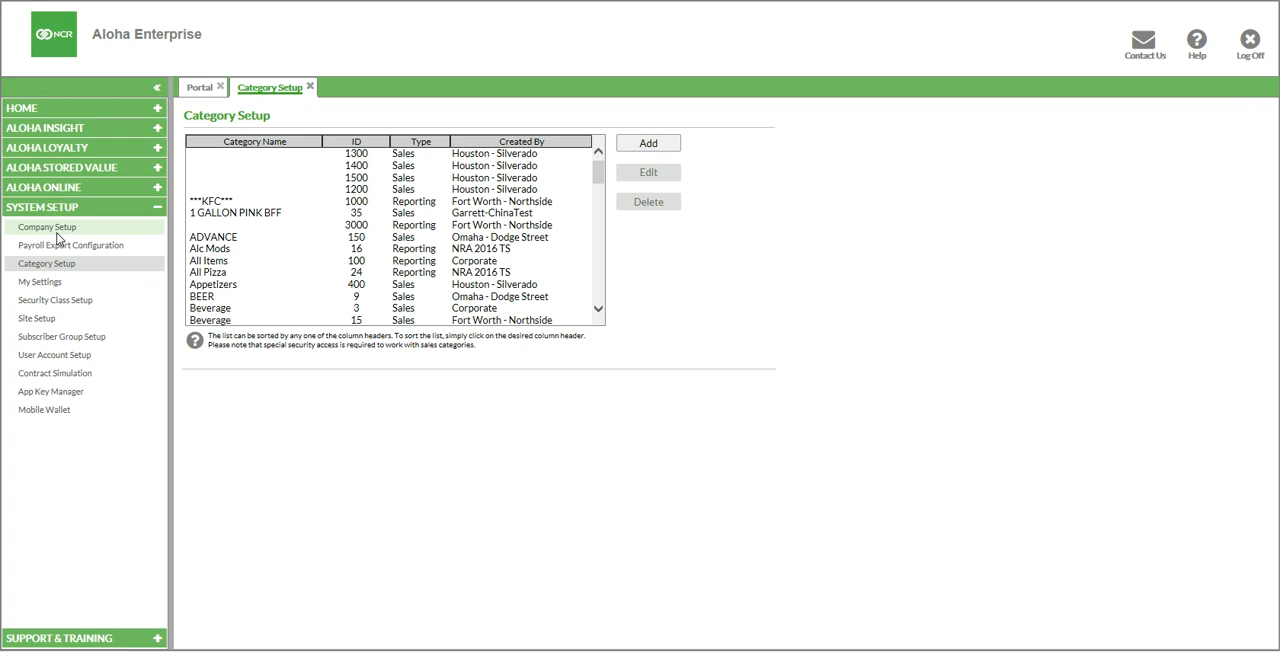 NCR
Aloha Enterprise
Contact Us
Help
Log Off
«
Portal
Category Setup
HOME
ALOHA INSIGHT
ALOHA LOYALTY
ALOHA STORED VALUE
ALOHA ONLINE
SYSTEM SETUP
Company Setup
Payroll Export Configuration
Category Setup
My Settings
Security Class Setup
Site Setup
Subscriber Group Setup
User Account Setup
Contract Simulation
App Key Manager
Mobile Wallet
SUPPORT & TRAINING
Category Setup
Category Name ID Type Created By
1300 Sales Houston - Silverado
1400 Sales Houston - Silverado
1500 Sales Houston - Silverado
1200 Sales Houston - Silverado
***KFC*** 1000 Reporting Fort Worth - Northside
1 GALLON PINK BFF 35 Sales Garrett-ChinaTest
3000 Reporting Fort Worth - Northside
ADVANCE 150 Sales Omaha - Dodge Street
Alc Mods 16 Reporting NRA 2016 TS
All Items 100 Reporting Corporate
All Pizza 24 Reporting NRA 2016 TS
Appetizers 400 Sales Houston - Silverado
BEER 9 Sales Omaha - Dodge Street
Beverage 3 Sales Corporate
Beverage 15 Sales Fort Worth - Northside
Add
Edit
Delete
The list can be sorted by any one of the column headers. To sort the list, simply click on the desired column header.
Please note that special security access is required to work with sales categories.